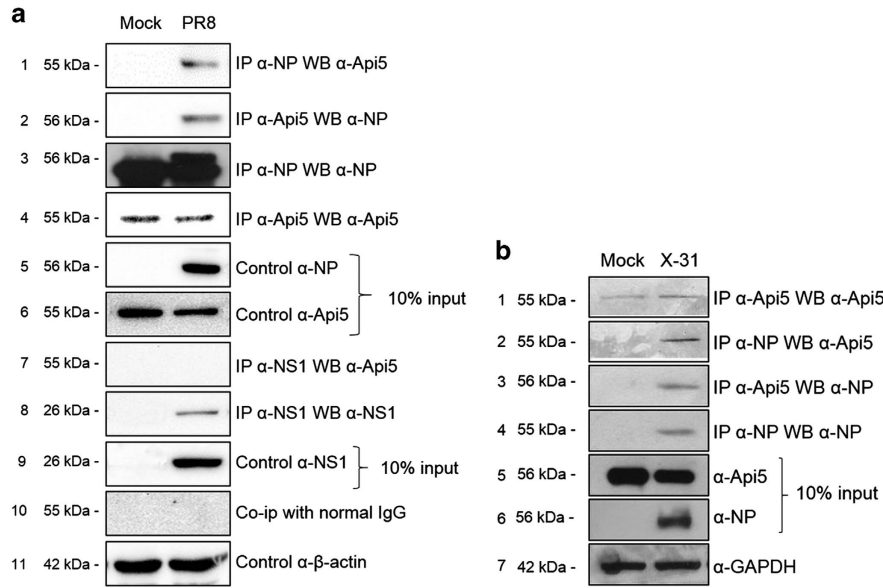 a
Mock PR8
1 55 kDa - IP α-NP WB α-Api5
2 56 kDa - IP α-Api5 WB α-NP
3 56 kDa - IP α-NP WB α-NP
4 55 kDa - IP α-Api5 WB α-Api5
5 56 kDa - Control α-NP
10% input
6 55 kDa - Control α-Api5
7 55 kDa - IP α-NS1 WB α-Api5
8 26 kDa - IP α-NS1 WB α-NS1
9 26 kDa - Control α-NS1 10% input
10 55 kDa - Co-ip with normal IgG
11 42 kDa - Control α-β-actin
b
Mock X-31
1 55 kDa - IP α-Api5 WB α-Api5
2 55 kDa - IP α-NP WB α-Api5
3 56 kDa - IP α-Api5 WB α-NP
4 55 kDa - IP α-NP WB α-NP
5 56 kDa - α-Api5
10% input
6 56 kDa - α-NP
7 42 kDa - α-GAPDH